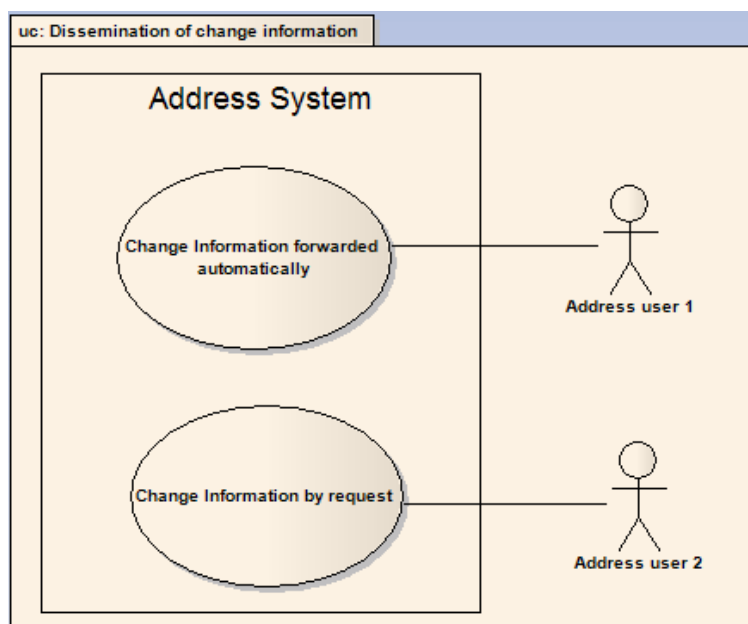 uc: Dissemination of change information
Address System
Change Information forwarded
automatically
Address user 1
Change Information by request
Address user 2